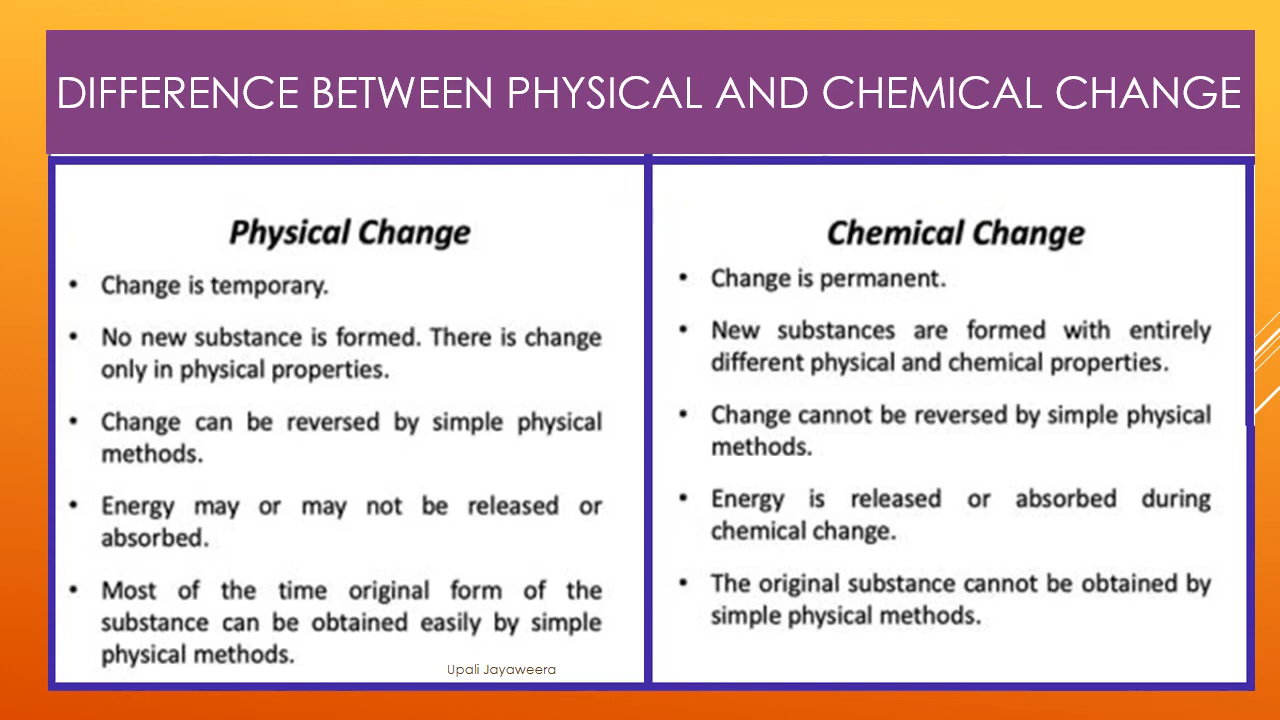 DIFFERENCE BETWEEN PHYSICAL AND CHEMICAL CHANGE
Physical Change
• Change is temporary.
• No new substance is formed. There is change
only in physical properties.
• Change can be reversed by simple physical
methods.
• Energy may or may not be released or
absorbed.
• Most of the time original form of the
substance can be obtained easily by simple
physical methods.
Upali Jayaweera
Chemical Change
• Change is permanent.
• New substances are formed with entirely
different physical and chemical properties.
• Change cannot be reversed by simple physical
methods.
• Energy is released or absorbed during
chemical change.
• The original substance cannot be obtained by
simple physical methods.